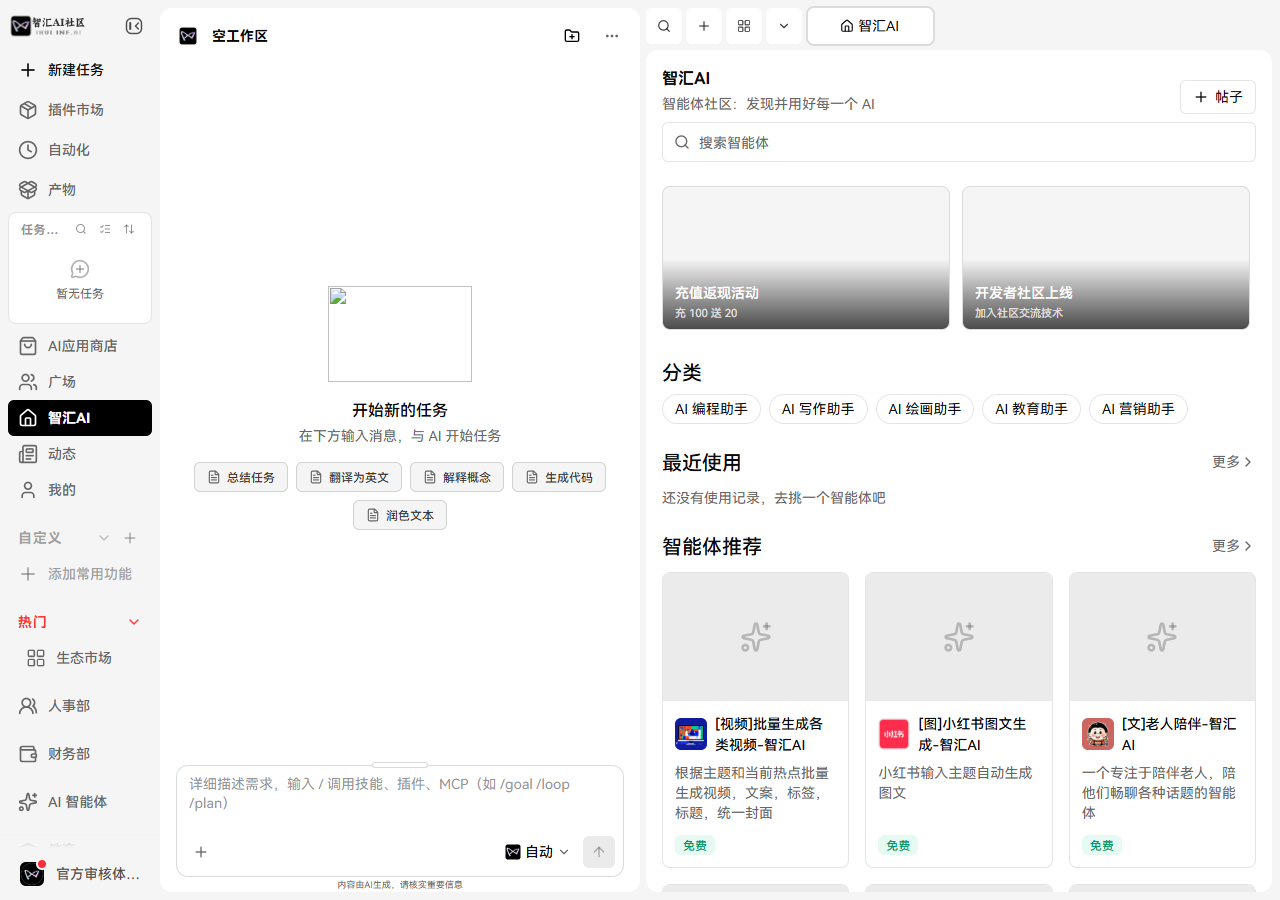 智汇AI社区
IHUI INF.AI
新建任务
插件市场
自动化
产物
任务...
暂无任务
AI应用商店
广场
智汇AI
动态
我的
自定义
添加常用功能
热门
生态市场
人事部
财务部
AI 智能体
官方审核体...
空工作区
开始新的任务
在下方输入消息，与 AI 开始任务
总结任务
翻译为英文
解释概念
生成代码
润色文本
详细描述需求，输入 / 调用技能、插件、MCP（如 /goal /loop
/plan）
自动
内容由AI生成，请核实重要信息
智汇AI
智汇AI
智能体社区：发现并用好每一个 AI
帖子
搜索智能体
充值返现活动
充 100 送 20
开发者社区上线
加入社区交流技术
分类
AI 编程助手
AI 写作助手
AI 绘画助手
AI 教育助手
AI 营销助手
最近使用
更多
还没有使用记录，去挑一个智能体吧
智能体推荐
更多
[视频]批量生成各
类视频-智汇AI
根据主题和当前热点批量
生成视频，文案，标签，
标题，统一封面
免费
小红书
[图]小红书图文生
成-智汇AI
小红书输入主题自动生成
图文
免费
[文]老人陪伴-智汇
AI
一个专注于陪伴老人，陪
他们畅聊各种话题的智能
体
免费